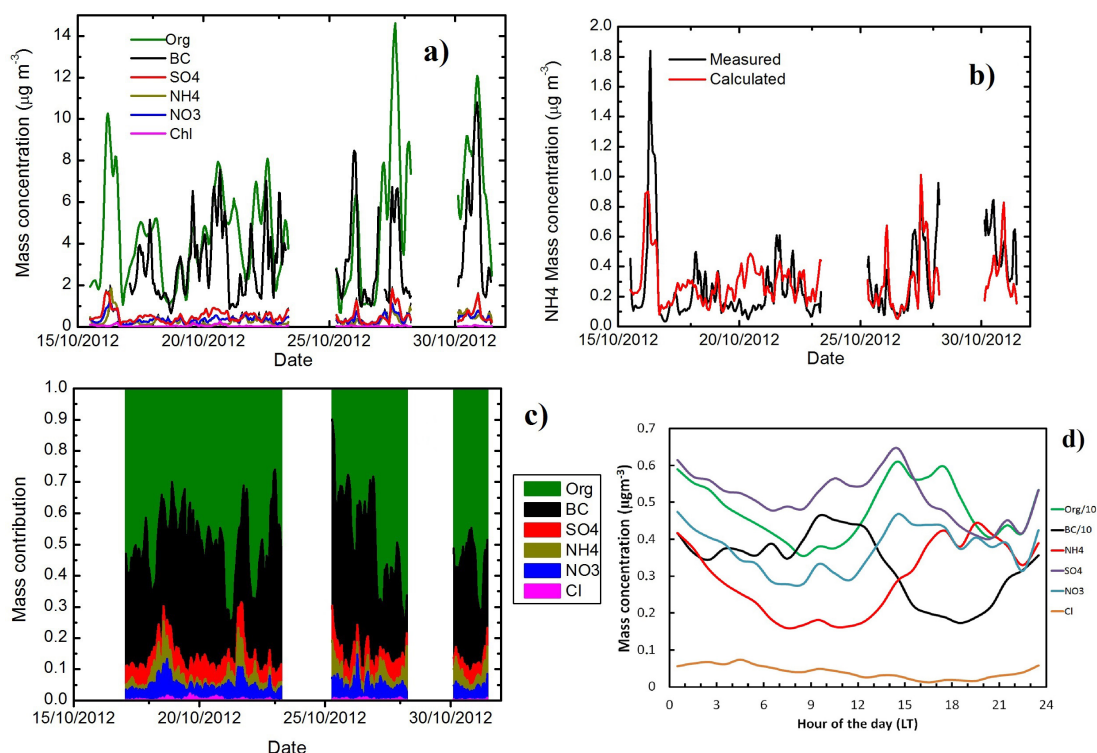 a)
Mass concentration (μg m-3)
14
12
10
8
6
4
2
0
Org
BC
SO4
NH4
NO3
Chl
15/10/2012 20/10/2012 25/10/2012 30/10/2012
Date
b)
NH4 Mass concentration (μg m-3)
2.0
1.8
1.6
1.4
1.2
1.0
0.8
0.6
0.4
0.2
0.0
Measured
Calculated
15/10/2012 20/10/2012 25/10/2012 30/10/2012
Date
c)
Mass contribution
1.0
0.9
0.8
0.7
0.6
0.5
0.4
0.3
0.2
0.1
0.0
15/10/2012 20/10/2012 25/10/2012 30/10/2012
Date
Org
BC
SO4
NH4
NO3
Cl
d)
Mass concentration (μgm-3)
0.7
0.6
0.5
0.4
0.3
0.2
0.1
0
0 3 6 9 12 15 18 21 24
Hour of the day (LT)
Org/10
BC/10
NH4
SO4
NO3
Cl